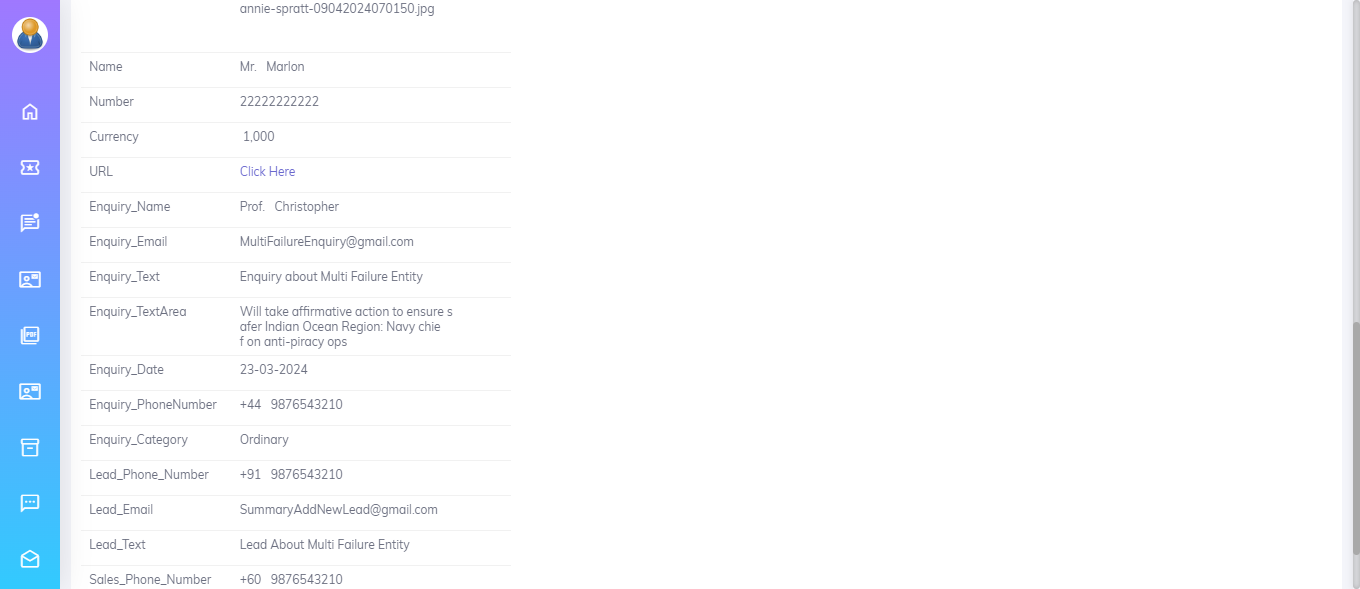 annie-spratt-09042024070150.jpg
Name Mr. Marlon
Number 22222222222
Currency 1,000
URL Click Here
Enquiry_Name Prof. Christopher
Enquiry_Email MultiFailureEnquiry@gmail.com
Enquiry_Text Enquiry about Multi Failure Entity
Enquiry_TextArea Will take affirmative action to ensure s
afer Indian Ocean Region: Navy chie
f on anti-piracy ops
Enquiry_Date 23-03-2024
Enquiry_PhoneNumber +44 9876543210
Enquiry_Category Ordinary
Lead_Phone_Number +91 9876543210
Lead_Email SummaryAddNewLead@gmail.com
Lead_Text Lead About Multi Failure Entity
Sales_Phone_Number +60 9876543210
PDF